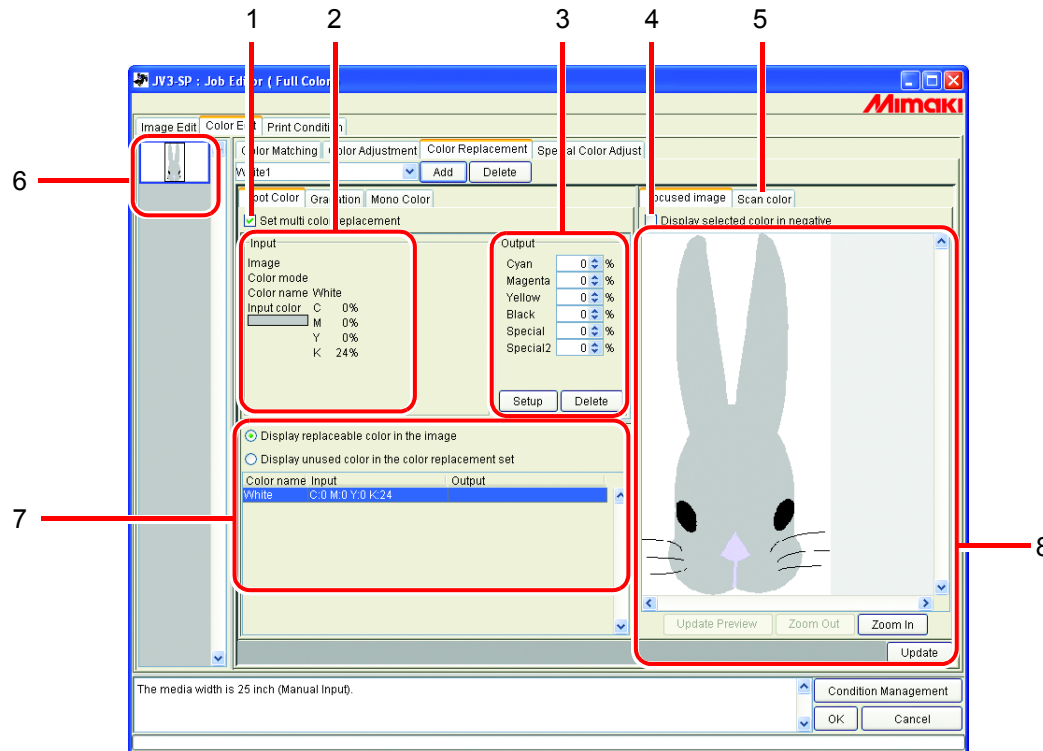 1 2 3 4 5
JV3-SP : Job Editor ( Full Color )
Mimaki
Image Edit Color Edit Print Condition
Color Matching Color Adjustment Color Replacement Special Color Adjust
White1 Add Delete
6
Spot Color Gradation Mono Color Focused image Scan color
Set multi color replacement Display selected color in negative
Input Output
Image Cyan 0 %
Color mode Magenta 0 %
Color name White Yellow 0 %
Input color C 0% Black 0 %
M 0% Special 0 %
Y 0% Special2 0 %
K 24%
Setup Delete
Display replaceable color in the image
Display unused color in the color replacement set
Color name Input Output
White C:0 M:0 Y:0 K:24
7
8
Update Preview Zoom Out Zoom In
Update
The media width is 25 inch (Manual Input).
Condition Management
OK Cancel